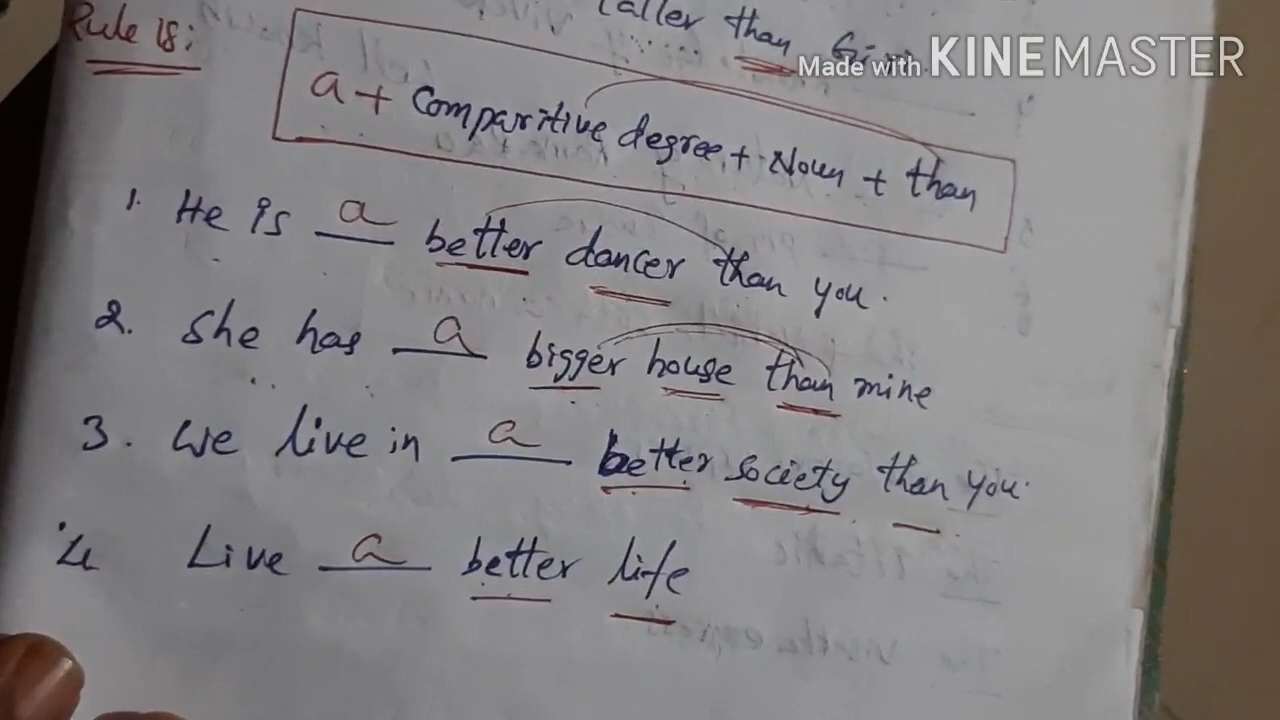 taller than
Made with KINEMASTER
Rule 18:
a + Comparitive degree + Noun + than
1. He is a better dancer than you.
2. She has a bigger house than mine
3. We live in a better society than you.
4 Live a better life